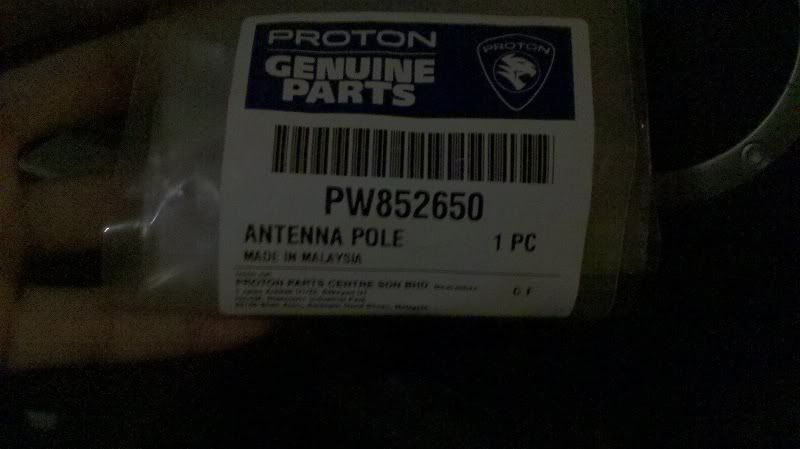 PROTON
GENUINE
PARTS
PROTON
PW852650
ANTENNA POLE 1 PC
MADE IN MALAYSIA
PROTON PARTS CENTRE SDN BHD